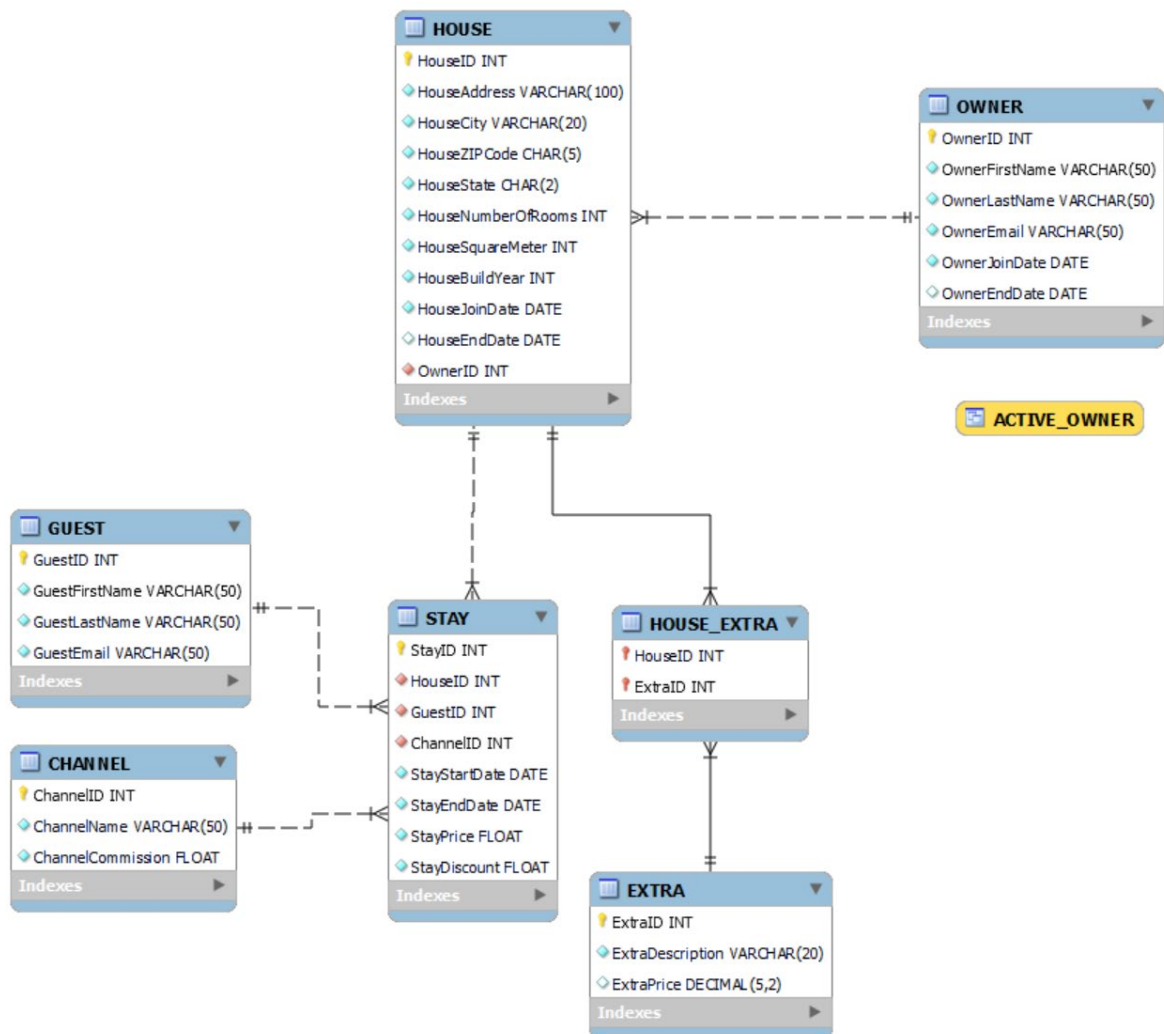 HOUSE
HouseID INT
HouseAddress VARCHAR(100)
HouseCity VARCHAR(20)
HouseZIPCode CHAR(5)
HouseState CHAR(2)
HouseNumberOfRooms INT
HouseSquareMeter INT
HouseBuildYear INT
HouseJoinDate DATE
HouseEndDate DATE
OwnerID INT
Indexes
OWNER
OwnerID INT
OwnerFirstName VARCHAR(50)
OwnerLastName VARCHAR(50)
OwnerEmail VARCHAR(50)
OwnerJoinDate DATE
OwnerEndDate DATE
Indexes
ACTIVE_OWNER
GUEST
GuestID INT
GuestFirstName VARCHAR(50)
GuestLastName VARCHAR(50)
GuestEmail VARCHAR(50)
Indexes
CHANNEL
ChannelID INT
ChannelName VARCHAR(50)
ChannelCommission FLOAT
Indexes
STAY
StayID INT
HouseID INT
GuestID INT
ChannelID INT
StayStartDate DATE
StayEndDate DATE
StayPrice FLOAT
StayDiscount FLOAT
Indexes
HOUSE_EXTRA
HouseID INT
ExtraID INT
Indexes
EXTRA
ExtraID INT
ExtraDescription VARCHAR(20)
ExtraPrice DECIMAL(5,2)
Indexes